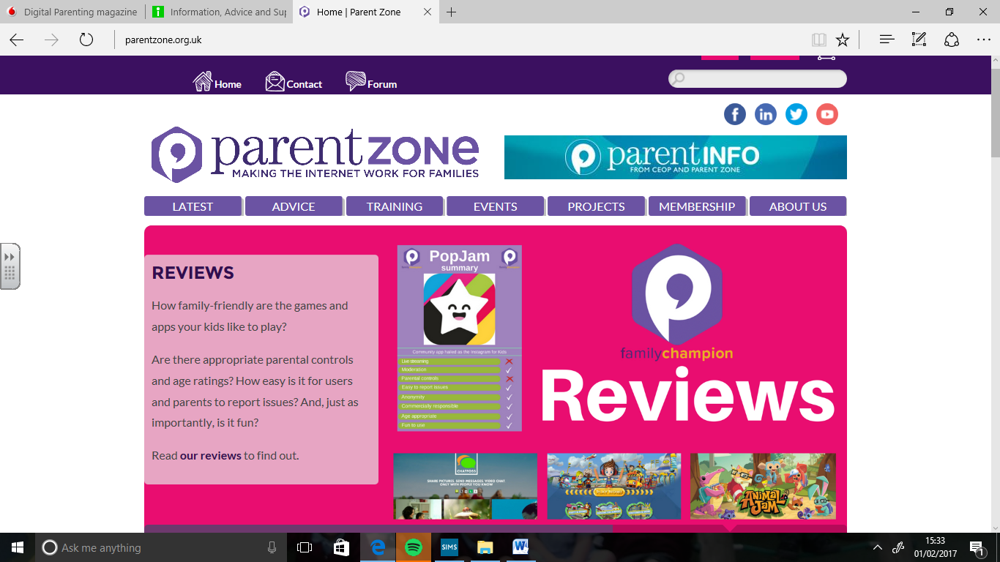 Digital Parenting magazine
Information, Advice and Sup
Home | Parent Zone
parentzone.org.uk
Home
Contact
Forum
parentzone
MAKING THE INTERNET WORK FOR FAMILIES
parentINFO
FROM CEOP AND PARENT ZONE
LATEST
ADVICE
TRAINING
EVENTS
PROJECTS
MEMBERSHIP
ABOUT US
REVIEWS
How family-friendly are the games and
apps your kids like to play?
Are there appropriate parental controls
and age ratings? How easy is it for users
and parents to report issues? And, just as
importantly, is it fun?
Read our reviews to find out.
PopJam
summary
Community app hailed as the Instagram for Kids
Live streaming
Moderation
Parental controls
Easy to report issues
Anonymity
Commercially responsible
Age appropriate
Fun to use
familychampion
Reviews
CHATFOSS
SHARE PICTURES, SEND MESSAGES, VIDEO CHAT
ONLY WITH PEOPLE YOU KNOW
ANIMAL JAM
Ask me anything
SIMS
15:33
01/02/2017
1